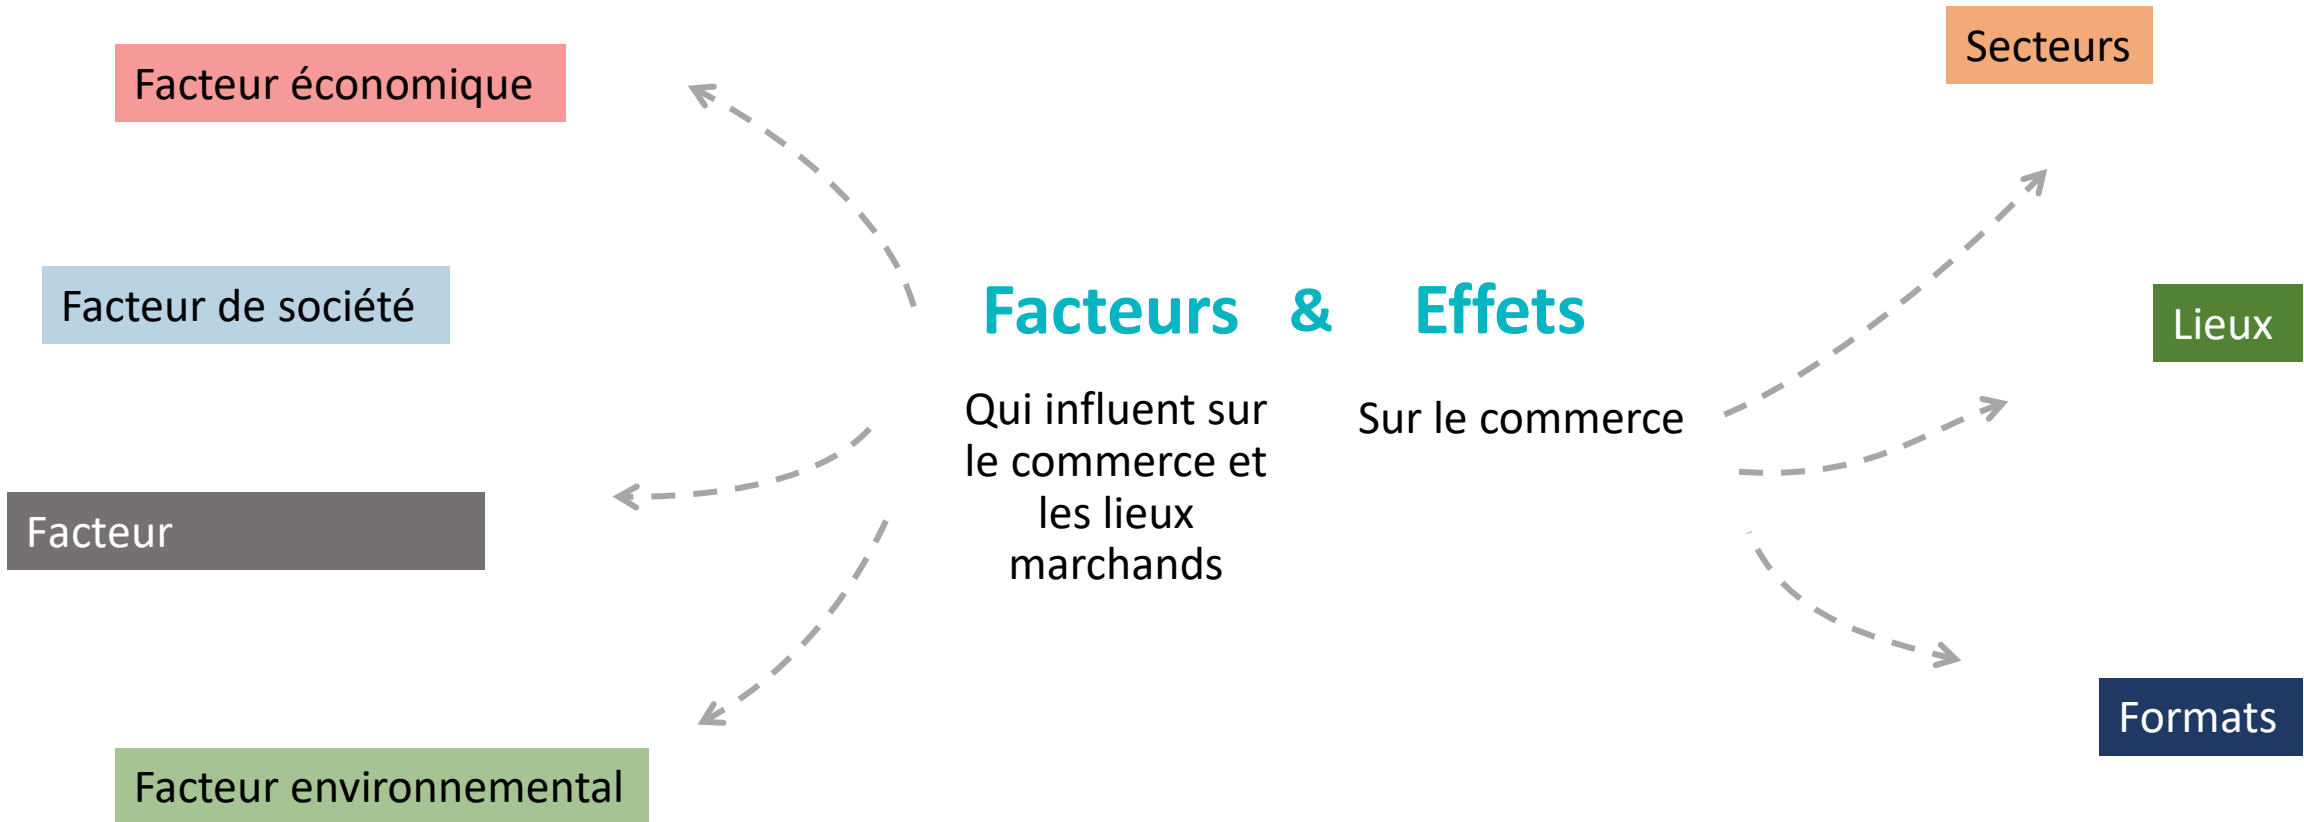 Facteur économique
Facteur de société
Facteur
Facteur environnemental
Facteurs & Effets
Qui influent sur
le commerce et
les lieux
marchands
Sur le commerce
Secteurs
Lieux
Formats